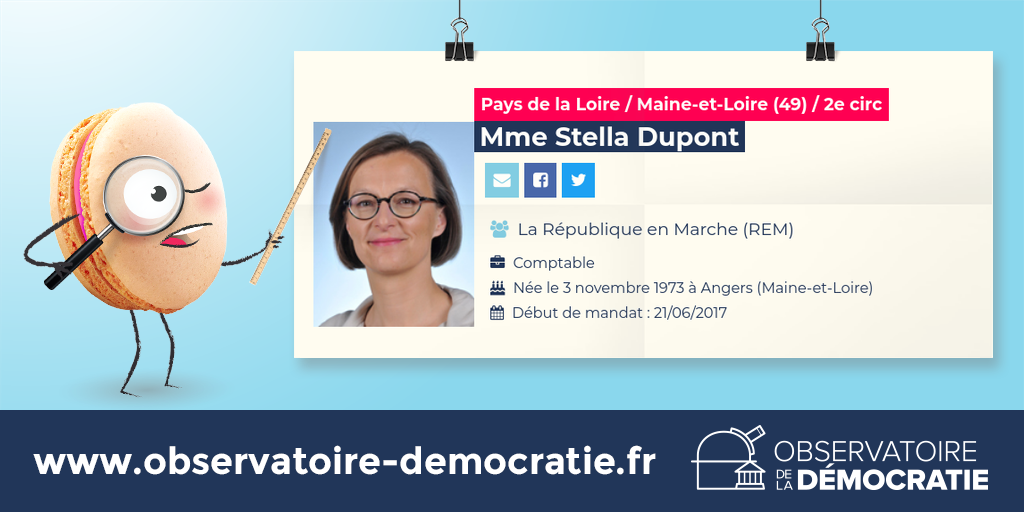 Pays de la Loire / Maine-et-Loire (49) / 2e circ
Mme Stella Dupont
La République en Marche (REM)
Comptable
Née le 3 novembre 1973 à Angers (Maine-et-Loire)
Début de mandat : 21/06/2017
www.observatoire-democratie.fr
OBSERVATOIRE
DE LA DÉMOCRATIE